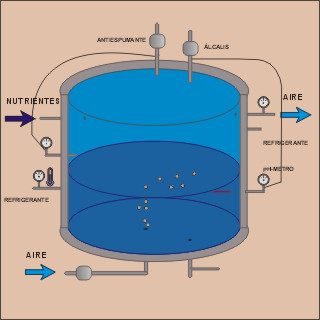 ANTIESPUMANTE
ÁLCALIS
NUTRIENTES
AIRE
REFRIGERANTE
pH-METRO
REFRIGERANTE
AIRE